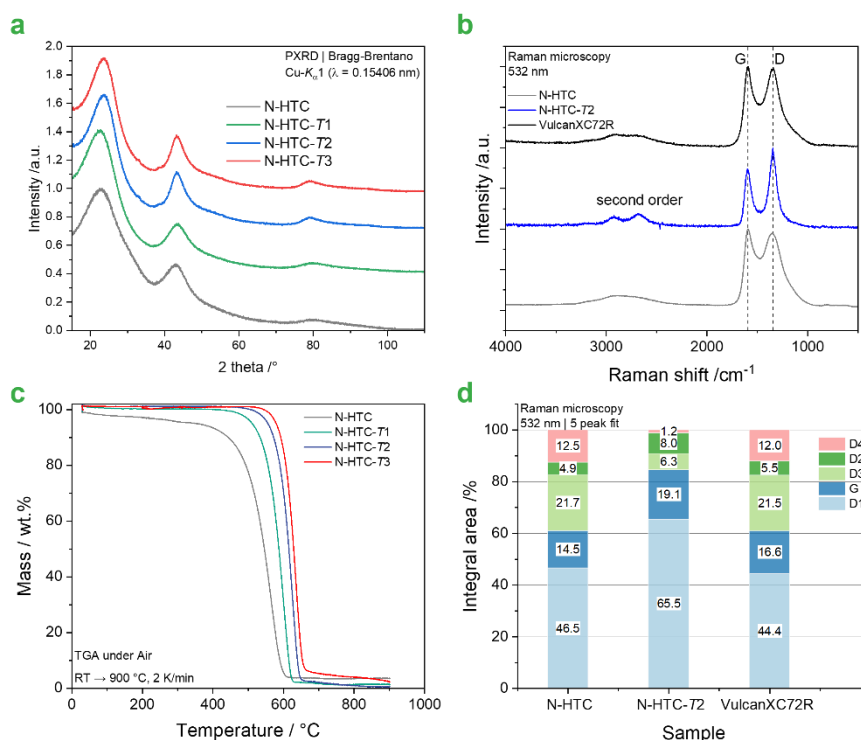 a
PXRD | Bragg-Brentano
Cu-Kα1 (λ = 0.15406 nm)
N-HTC
N-HTC-T1
N-HTC-T2
N-HTC-T3
2.0
1.8
1.6
1.4
1.2
1.0
0.8
0.6
0.4
0.2
0.0
Intensity /a.u.
20
40
60
80
100
2 theta /°
b
Raman microscopy
532 nm
N-HTC
N-HTC-T2
VulcanXC72R
G
D
second order
Intensity /a.u.
4000
3000
2000
1000
Raman shift /cm-1
c
N-HTC
N-HTC-T1
N-HTC-T2
N-HTC-T3
100
80
60
40
20
0
Mass / wt.%
TGA under Air
RT → 900 °C, 2 K/min
0
200
400
600
800
1000
Temperature / °C
d
Raman microscopy
532 nm | 5 peak fit
100
80
60
40
20
0
Integral area /%
12.5
4.9
21.7
14.5
46.5
1.2
8.0
6.3
19.1
65.5
12.0
5.5
21.5
16.6
44.4
D4
D2
D3
G
D1
N-HTC
N-HTC-T2
VulcanXC72R
Sample